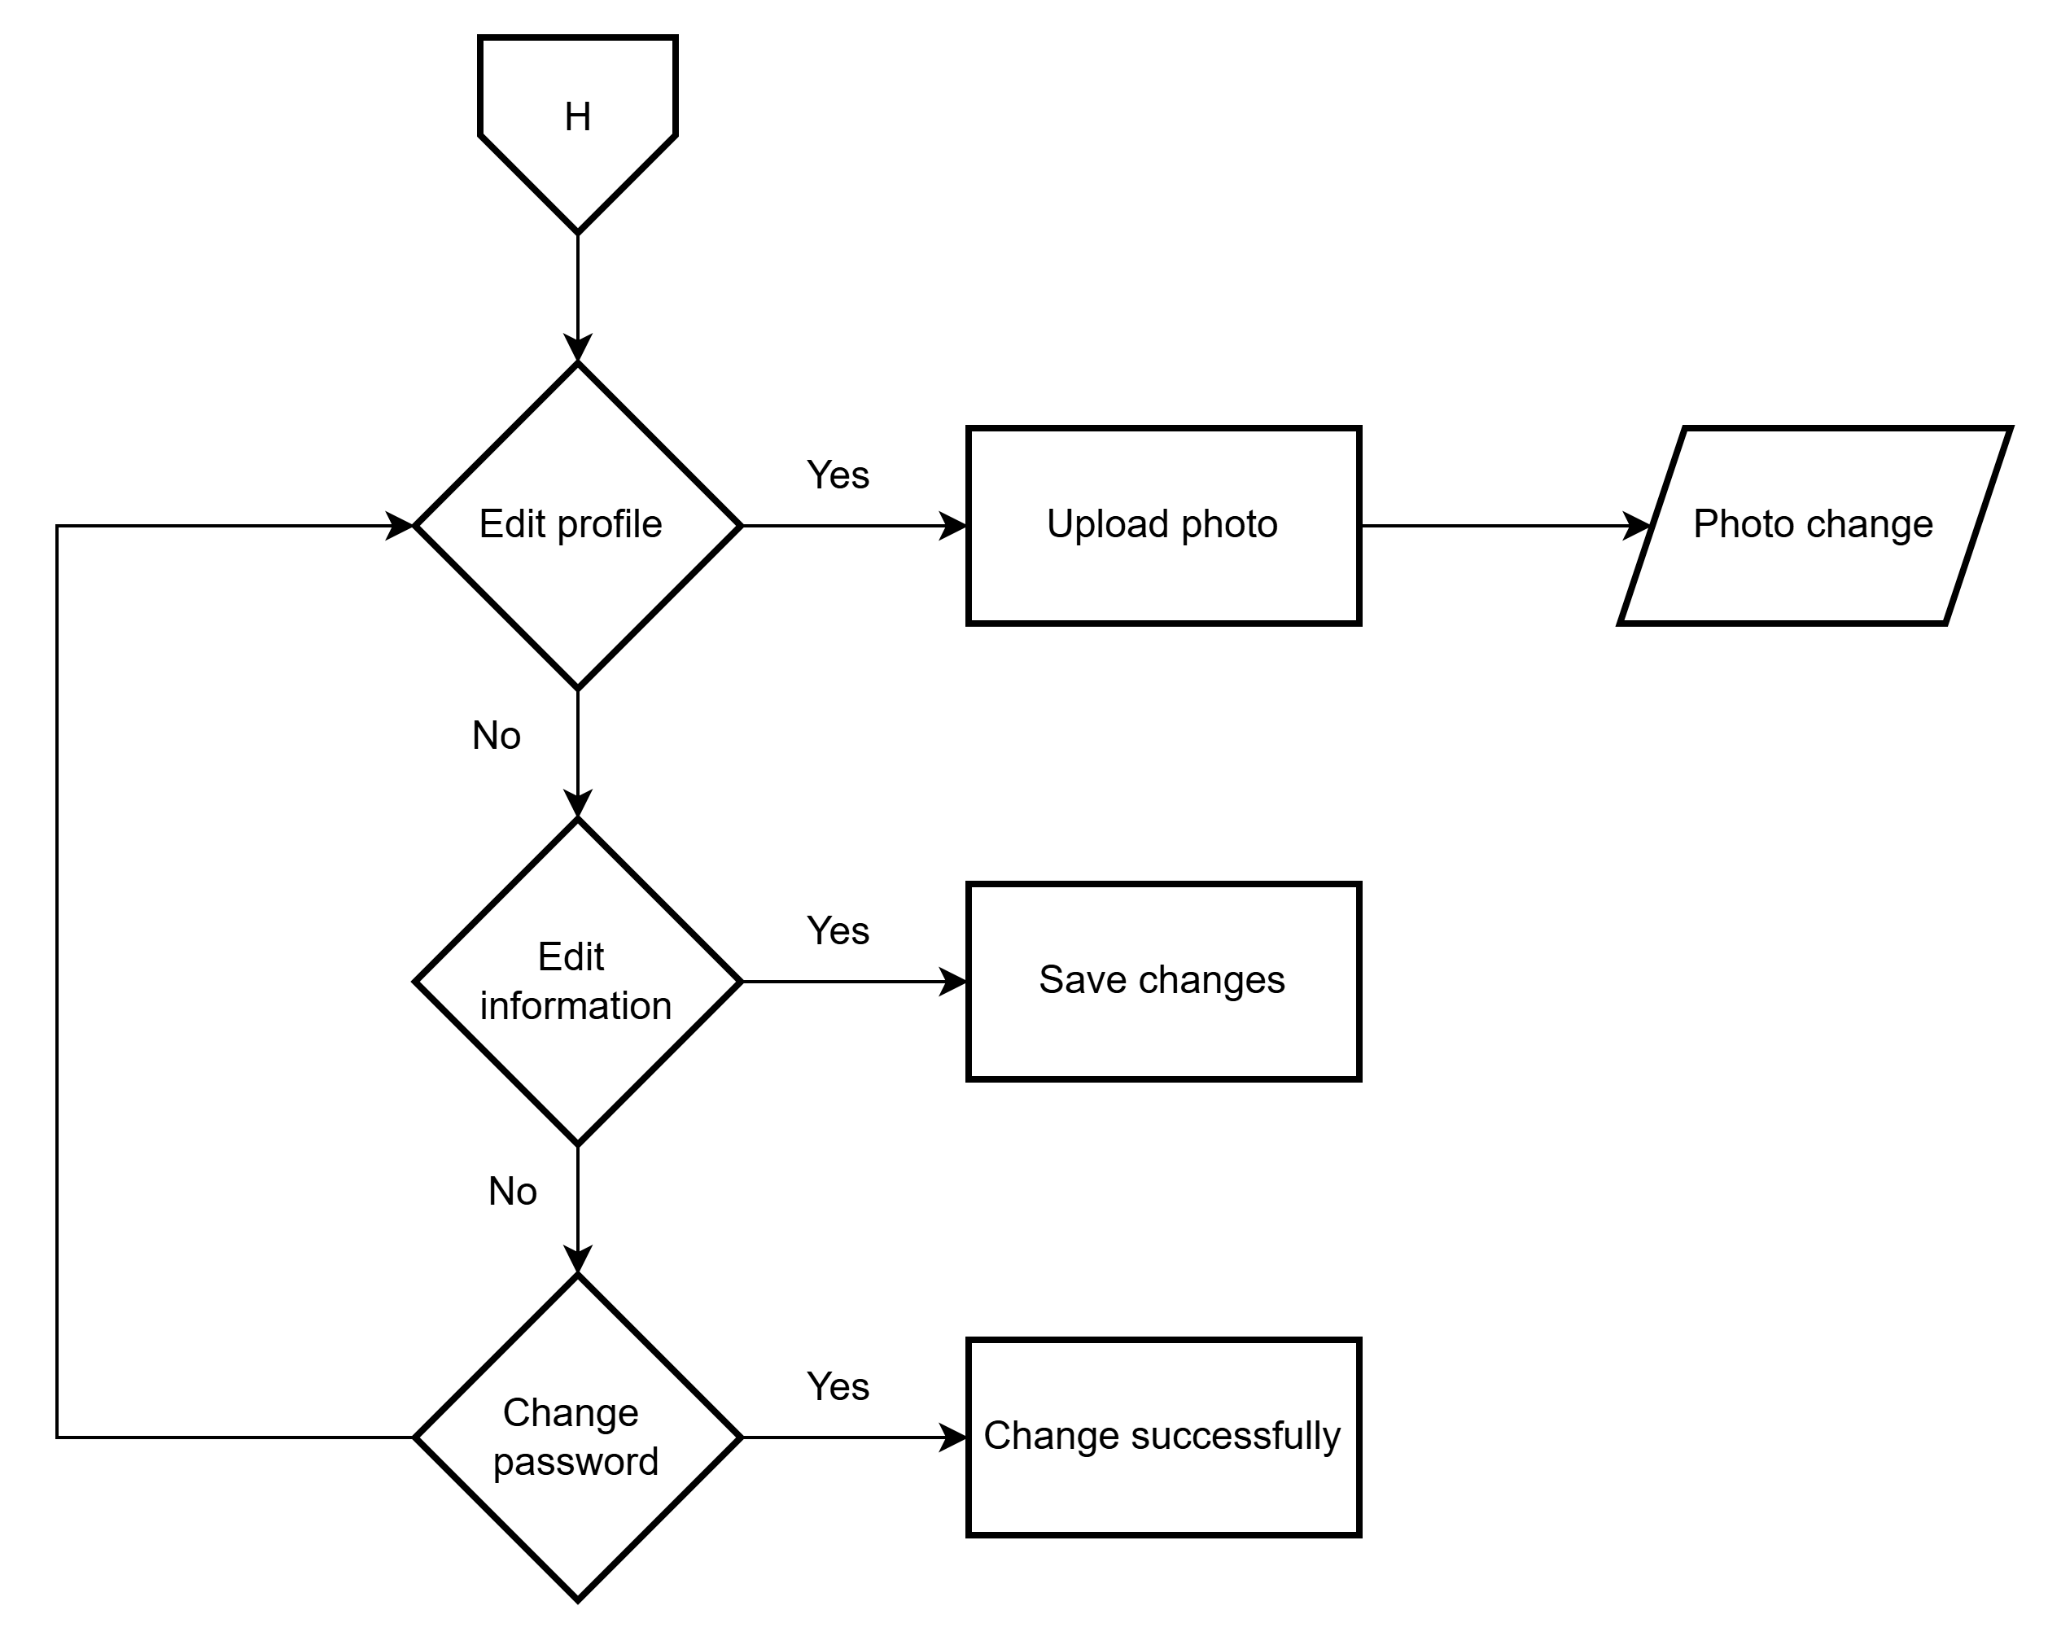 H
Edit profile
Yes
Upload photo
Photo change
No
Edit
information
Yes
Save changes
No
Change
password
Yes
Change successfully